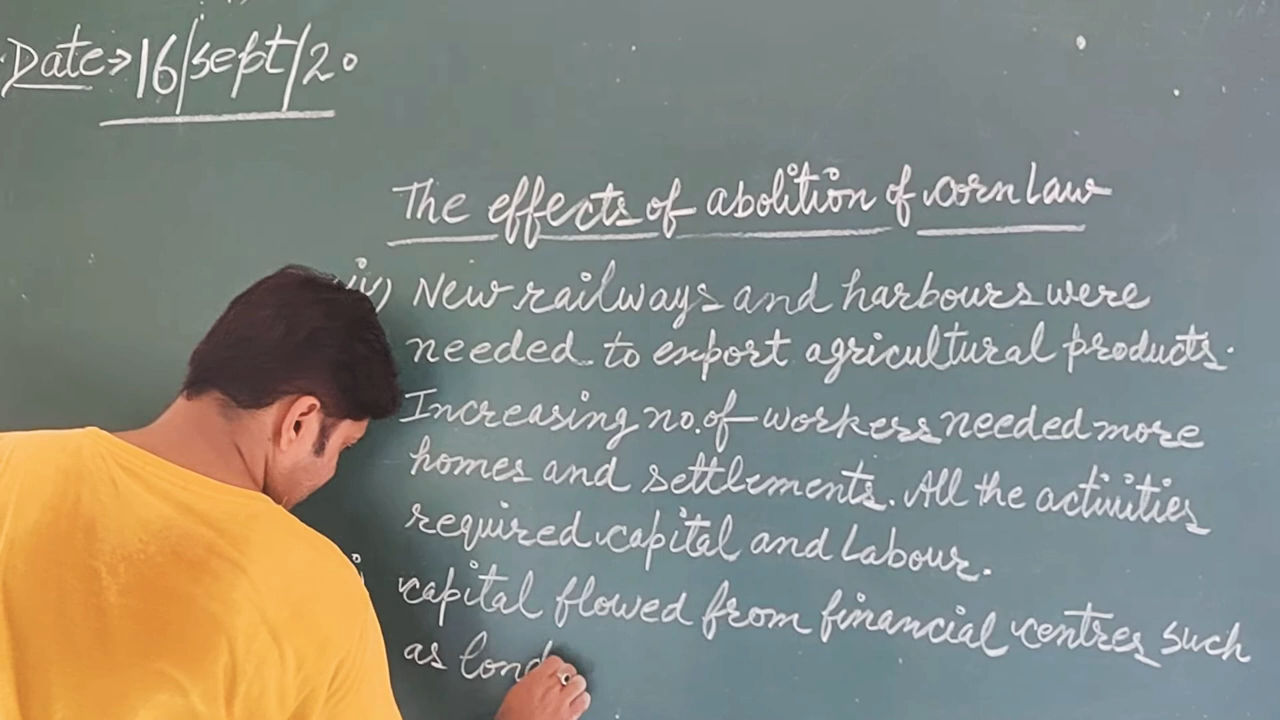 Date→ 16/sept/20
The effects of abolition of corn law
iv) New railways and harbours were
needed to export agricultural products.
Increasing no. of workers needed more
homes and settlements. All the activities
required capital and Labour.
capital flowed from financial centres such
as lond